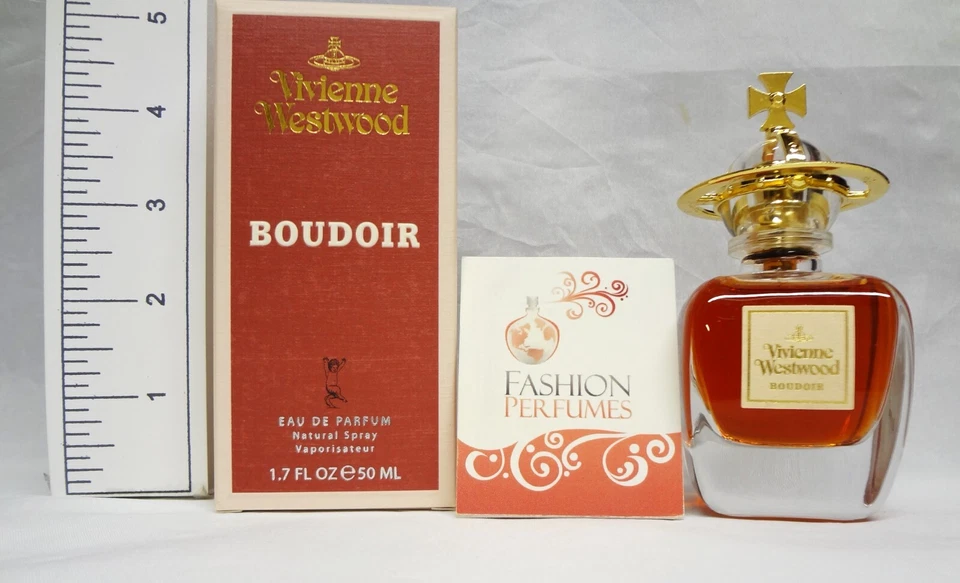 5
4
3
2
1
Vivienne
Westwood
BOUDOIR
EAU DE PARFUM
Natural Spray
Vaporisateur
1.7 FL OZ ℮ 50 ML
FASHION
PERFUMES
Vivienne
Westwood
BOUDOIR